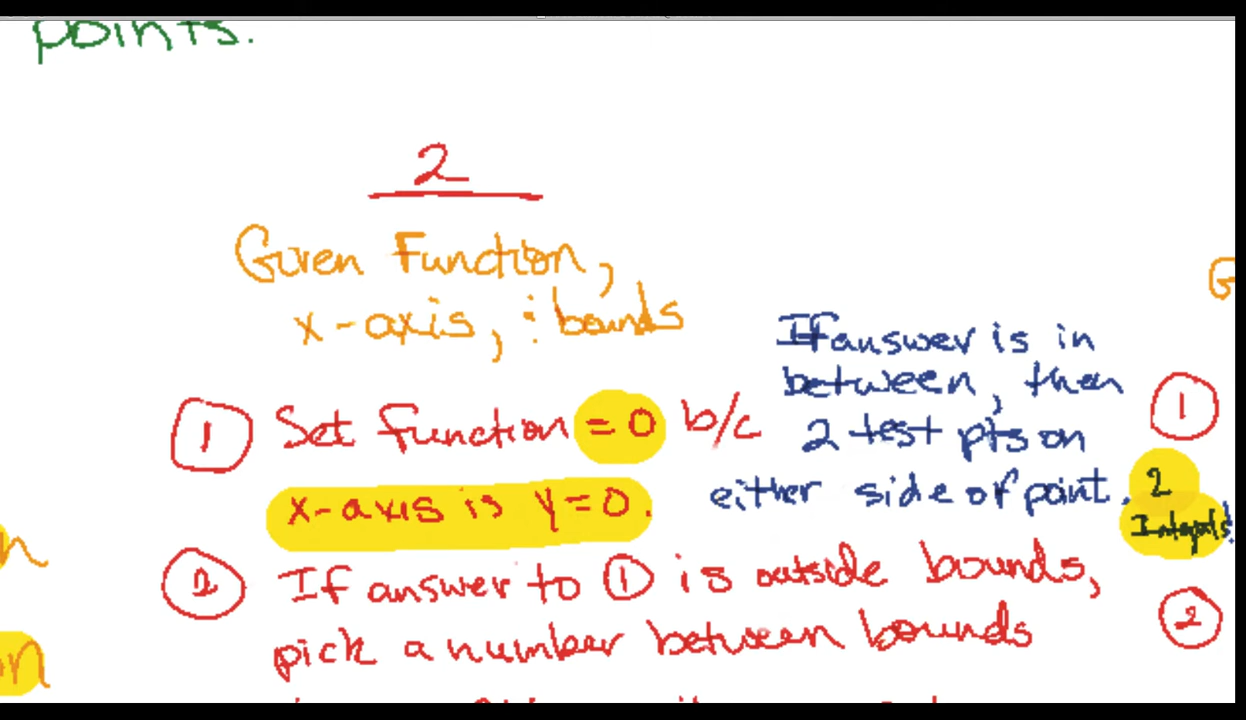 points.
2
Given Function,
x-axis, : bounds
① Set function = 0 b/c
x-axis is y=0.
If answer is in
between, then
2 test pts on
either side of point.
2
Integrals!
② If answer to ① is outside bounds,
pick a number between bounds
①
②